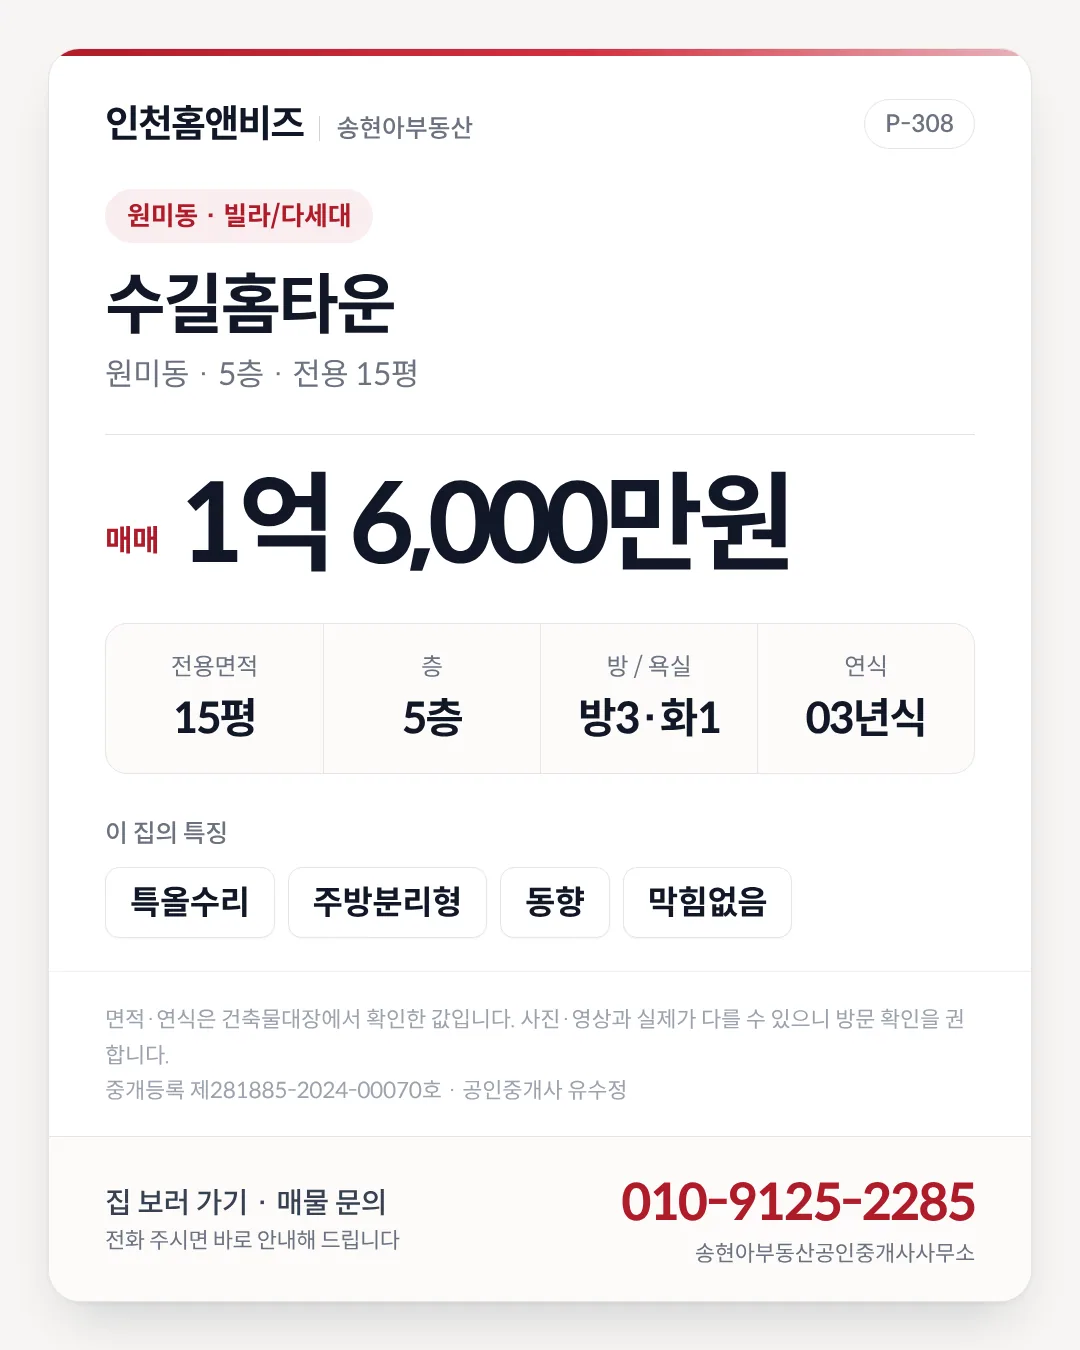 인천홈앤비즈 | 송현아부동산
P-308
원미동 · 빌라/다세대
수길홈타운
원미동 · 5층 · 전용 15평
매매 1억 6,000만원
전용면적 층 방 / 욕실 연식
15평 5층 방3·화1 03년식
이 집의 특징
특올수리 주방분리형 동향 막힘없음
면적·연식은 건축물대장에서 확인한 값입니다. 사진·영상과 실제가 다를 수 있으니 방문 확인을 권
합니다.
중개등록 제281885-2024-00070호 · 공인중개사 유수정
집 보러 가기 · 매물 문의
전화 주시면 바로 안내해 드립니다
010-9125-2285
송현아부동산공인중개사사무소